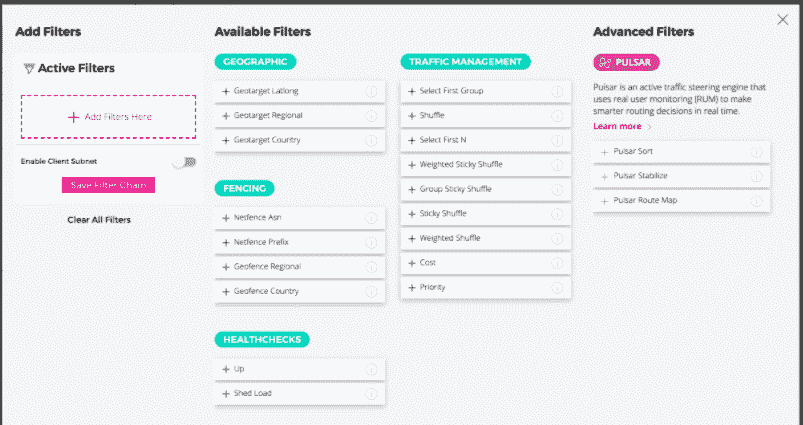 Add Filters
Active Filters
+ Add Filters Here
Enable Client Subnet
Save Filter Chain
Clear All Filters
Available Filters
GEOGRAPHIC
+ Geotarget Latlong
+ Geotarget Regional
+ Geotarget Country
FENCING
+ Netfence Asn
+ Netfence Prefix
+ Geofence Regional
+ Geofence Country
HEALTHCHECKS
+ Up
+ Shed Load
TRAFFIC MANAGEMENT
+ Select First Group
+ Shuffle
+ Select First N
+ Weighted Sticky Shuffle
+ Group Sticky Shuffle
+ Sticky Shuffle
+ Weighted Shuffle
+ Cost
+ Priority
Advanced Filters
PULSAR
Pulsar is an active traffic steering engine that
uses real user monitoring (RUM) to make
smarter routing decisions in real time.
Learn more >
+ Pulsar Sort
+ Pulsar Stabilize
+ Pulsar Route Map